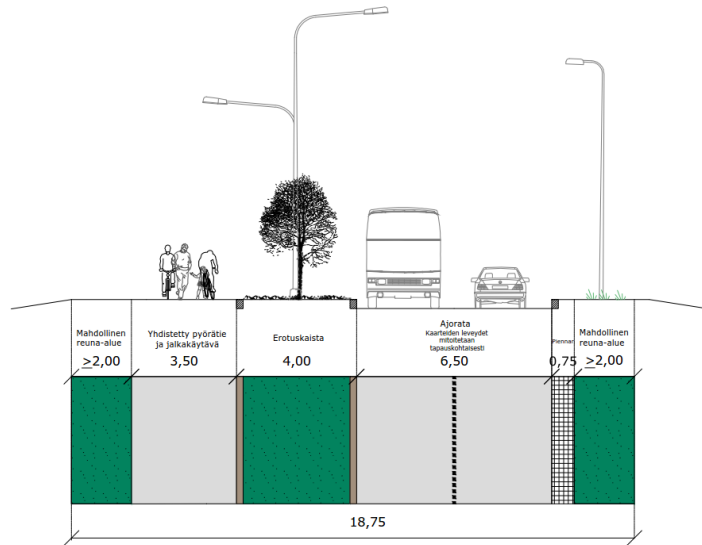 Mahdollinen
reuna-alue
≥2,00
Yhdistetty pyörätie
ja jalkakäytävä
3,50
Erotuskaista
4,00
Ajorata
Kaarteiden leveydet
mitoitetaan
tapauskohtaisesti
6,50
Piennar
0,75
Mahdollinen
reuna-alue
≥2,00
18,75